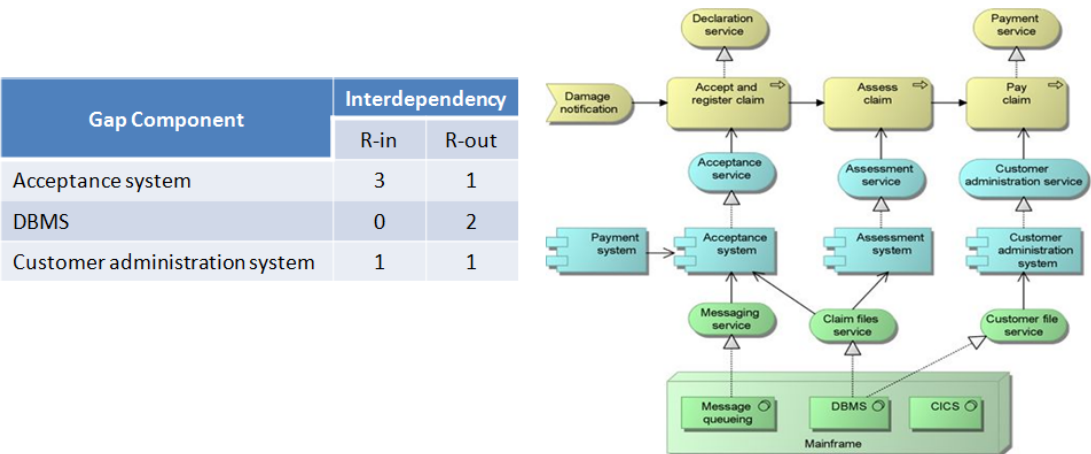 Gap Component
Interdependency
R-in
R-out
Acceptance system
3
1
DBMS
0
2
Customer administration system
1
1
Declaration
service
Payment
service
Damage
notification
Accept and
register claim
Assess
claim
Pay
claim
Acceptance
service
Assessment
service
Customer
administration service
Payment
system
Acceptance
system
Assessment
system
Customer
administration
system
Messaging
service
Claim files
service
Customer file
service
Message
queueing
DBMS
CICS
Mainframe